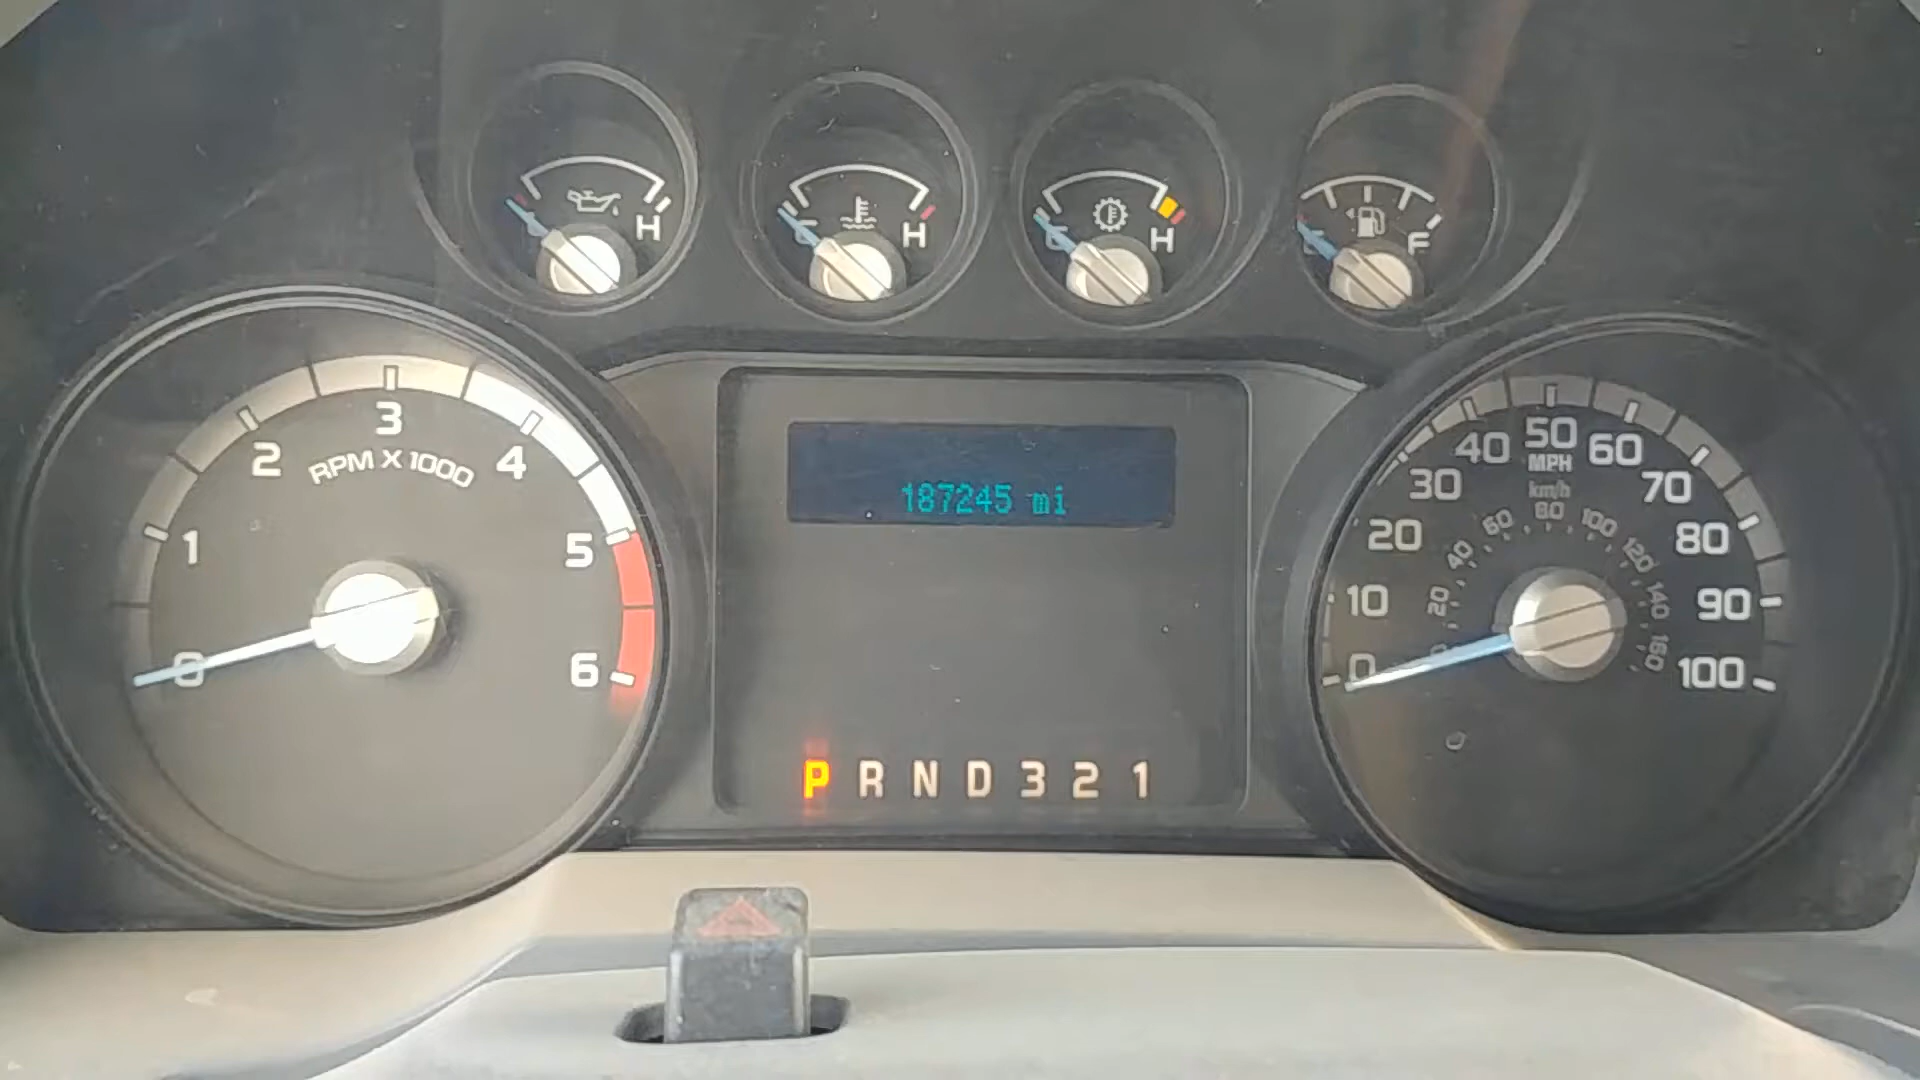 H
C H
C H
E F
0 1 2 3 4 5 6
RPM X 1000
187245 mi
P R N D 3 2 1
0 10 20 30 40 50 60 70 80 90 100
MPH
km/h
0 20 40 60 80 100 120 140 160